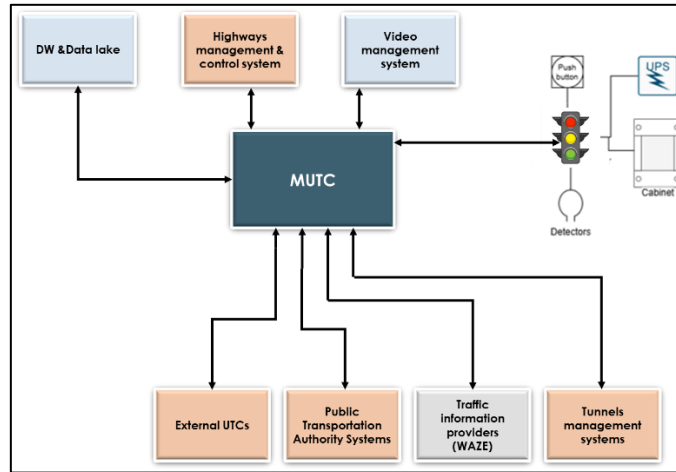 DW &Data lake
Highways
management &
control system
Video
management
system
Push
button
UPS
MUTC
Cabinet
Detectors
External UTCs
Public
Transportation
Authority Systems
Traffic
information
providers
(WAZE)
Tunnels
management
systems